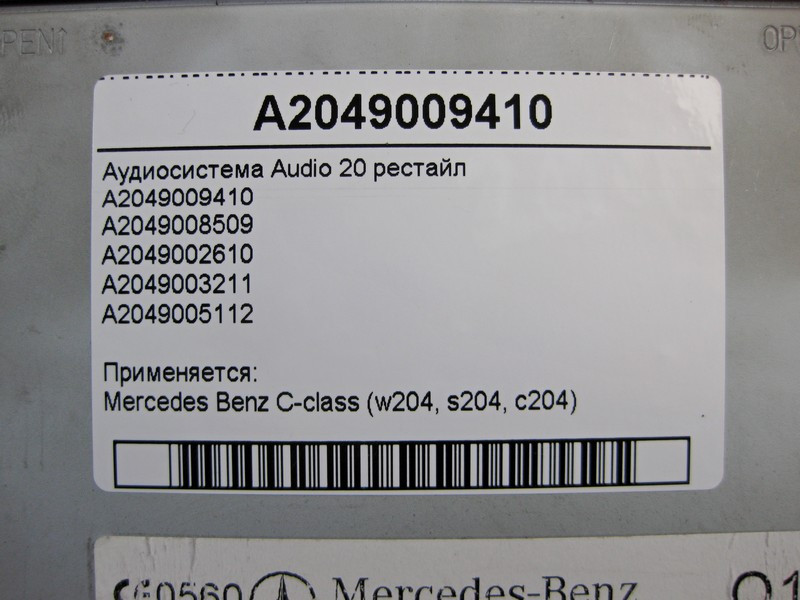 A2049009410
Аудиосистема Audio 20 рестайл
A2049009410
A2049008509
A2049002610
A2049003211
A2049005112
Применяется:
Mercedes Benz C-class (w204, s204, c204)
CE0560 Mercedes-Benz